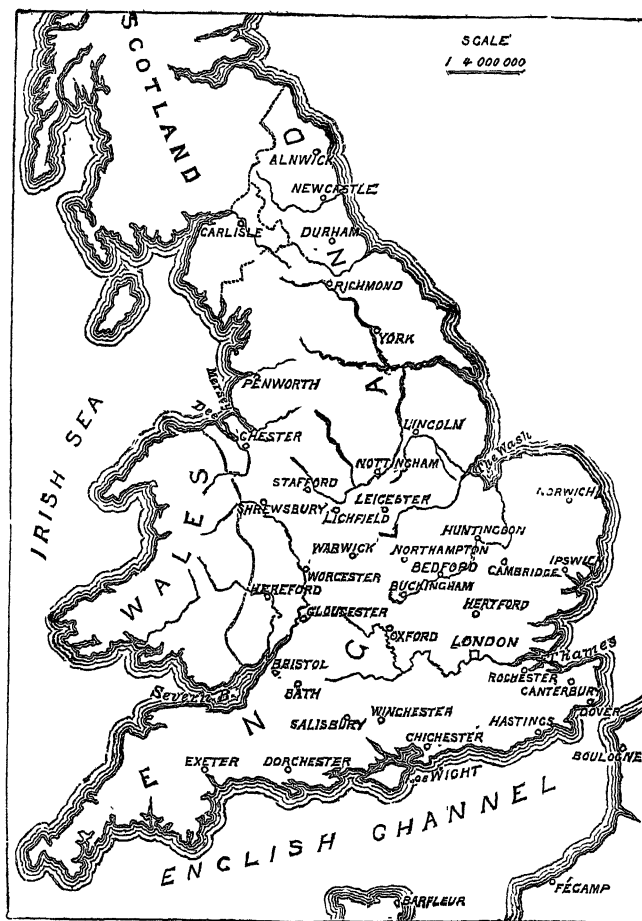 SCOTLAND
SCALE
1 4 000 000
ALNWICK
NEWCASTLE
CARLISLE
DURHAM
RICHMOND
YORK
PENWORTH
Mersey
Dee
CHESTER
LINCOLN
The Wash
IRISH SEA
NOTTINGHAM
STAFFORD
NORWICH
SHREWSBURY
LICHFIELD
LEICESTER
HUNTINGDON
WARWICK
NORTHAMPTON
BEDFORD
CAMBRIDGE
IPSWICH
WORCESTER
BUCKINGHAM
WALES
HEREFORD
GLOUCESTER
HERTFORD
OXFORD
LONDON
Thames
BRISTOL
ROCHESTER
Severn B.
BATH
CANTERBURY
DOVER
SALISBURY
WINCHESTER
HASTINGS
CHICHESTER
BOULOGNE
EXETER
DORCHESTER
I. of WIGHT
ENGLAND
ENGLISH CHANNEL
FÉCAMP
BARFLEUR